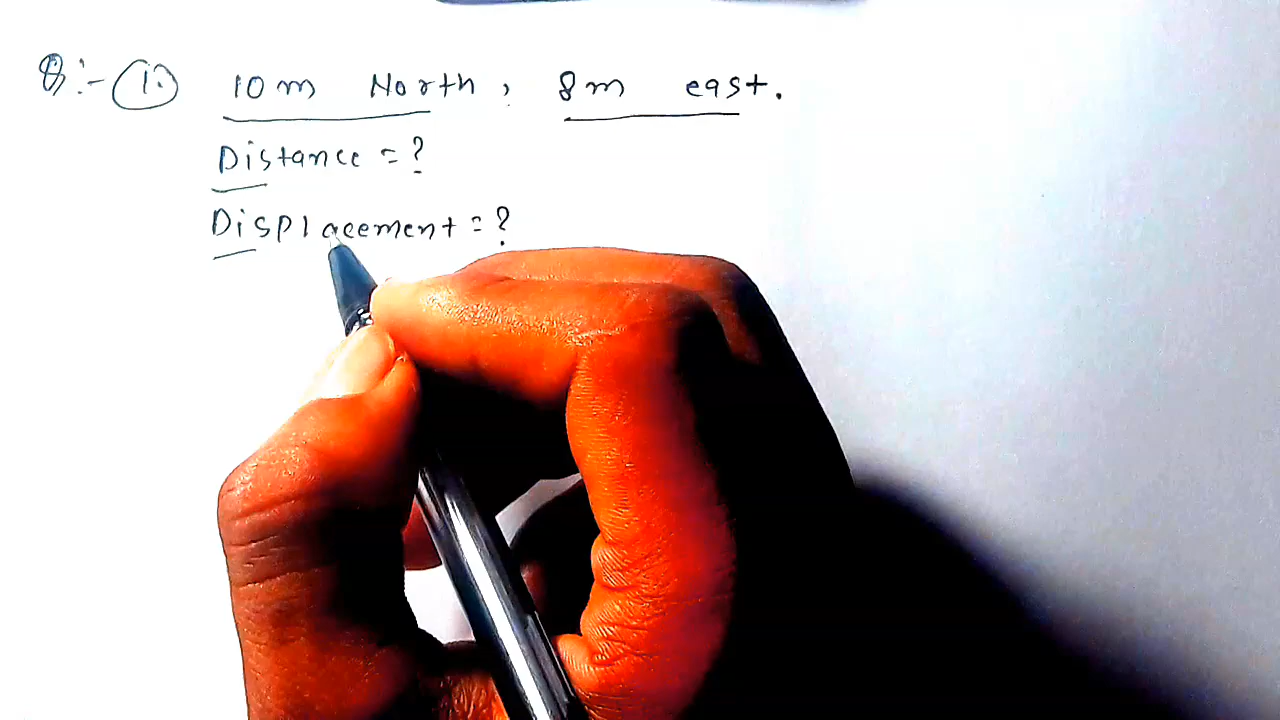 Q:- (1.) 10m North, 8m east.
Distance = ?
Displacement = ?